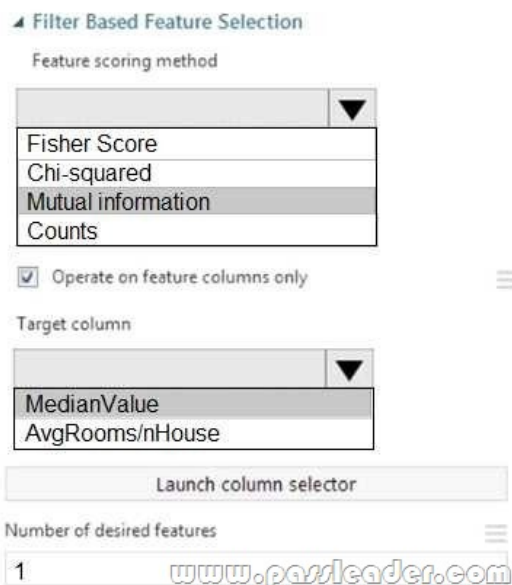 Filter Based Feature Selection
Feature scoring method
Fisher Score
Chi-squared
Mutual information
Counts
Operate on feature columns only
Target column
MedianValue
AvgRooms/nHouse
Launch column selector
Number of desired features
1
www.passleader.com